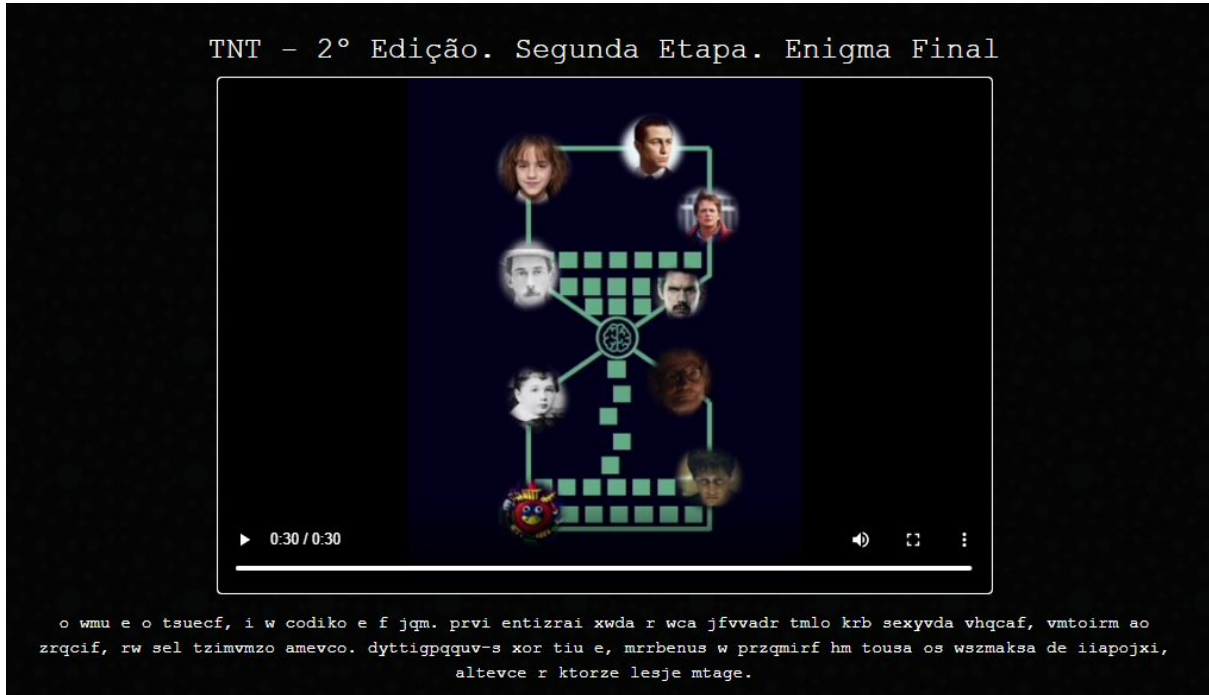 TNT - 2º Edição. Segunda Etapa. Enigma Final
0:30 / 0:30
o wmu e o tsuecf, i w codiko e f jqm. prvi entizrai xwda r wca jfvvadr tmlo krb sexyvda vhqcaf, vmtoirm ao
zrqcif, rw sel tzimvmzo amevco. dyttigpqquv-s xor tiu e, mrrbenus w przqmirf hm tousa os wszmaksa de iiapojxi,
altevce r ktorze lesje mtage.